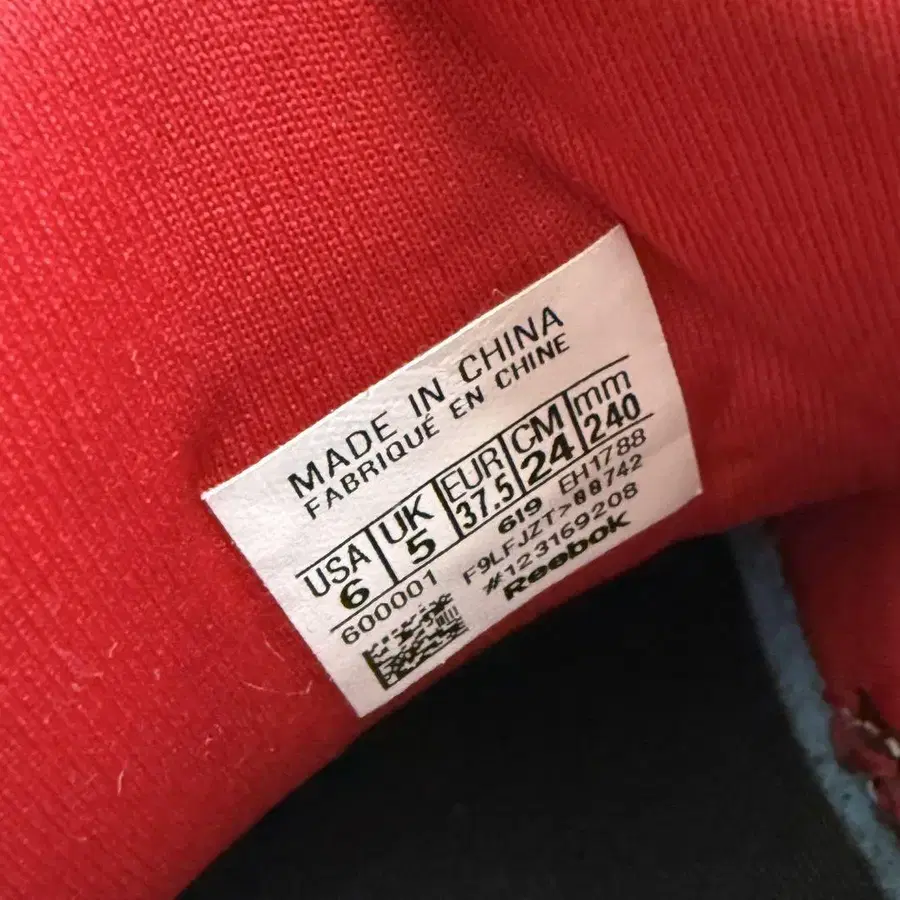 MADE IN CHINA
FABRIQUÉ EN CHINE
USA UK EUR CM mm
6 5 37.5 24 240
600001 619 EH1788
F9LFJZT>88742
#123169208
Reebok